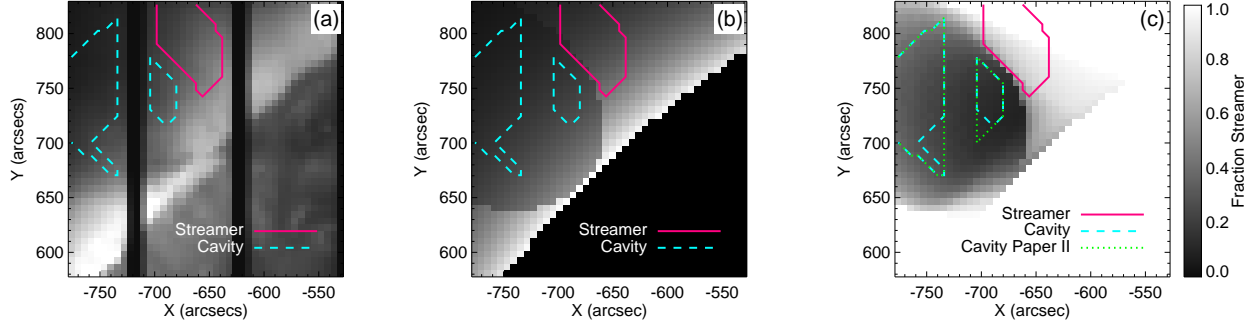 (a)
800
750
700
650
600
Y (arcsecs)
-750 -700 -650 -600 -550
X (arcsecs)
Streamer
Cavity
(b)
800
750
700
650
600
Y (arcsec)
-750 -700 -650 -600 -550
X (arcsec)
Streamer
Cavity
(c)
800
750
700
650
600
Y (arcsec)
-750 -700 -650 -600 -550
X (arcsec)
Streamer
Cavity
Cavity Paper II
1.0
0.8
0.6
0.4
0.2
0.0
Fraction Streamer